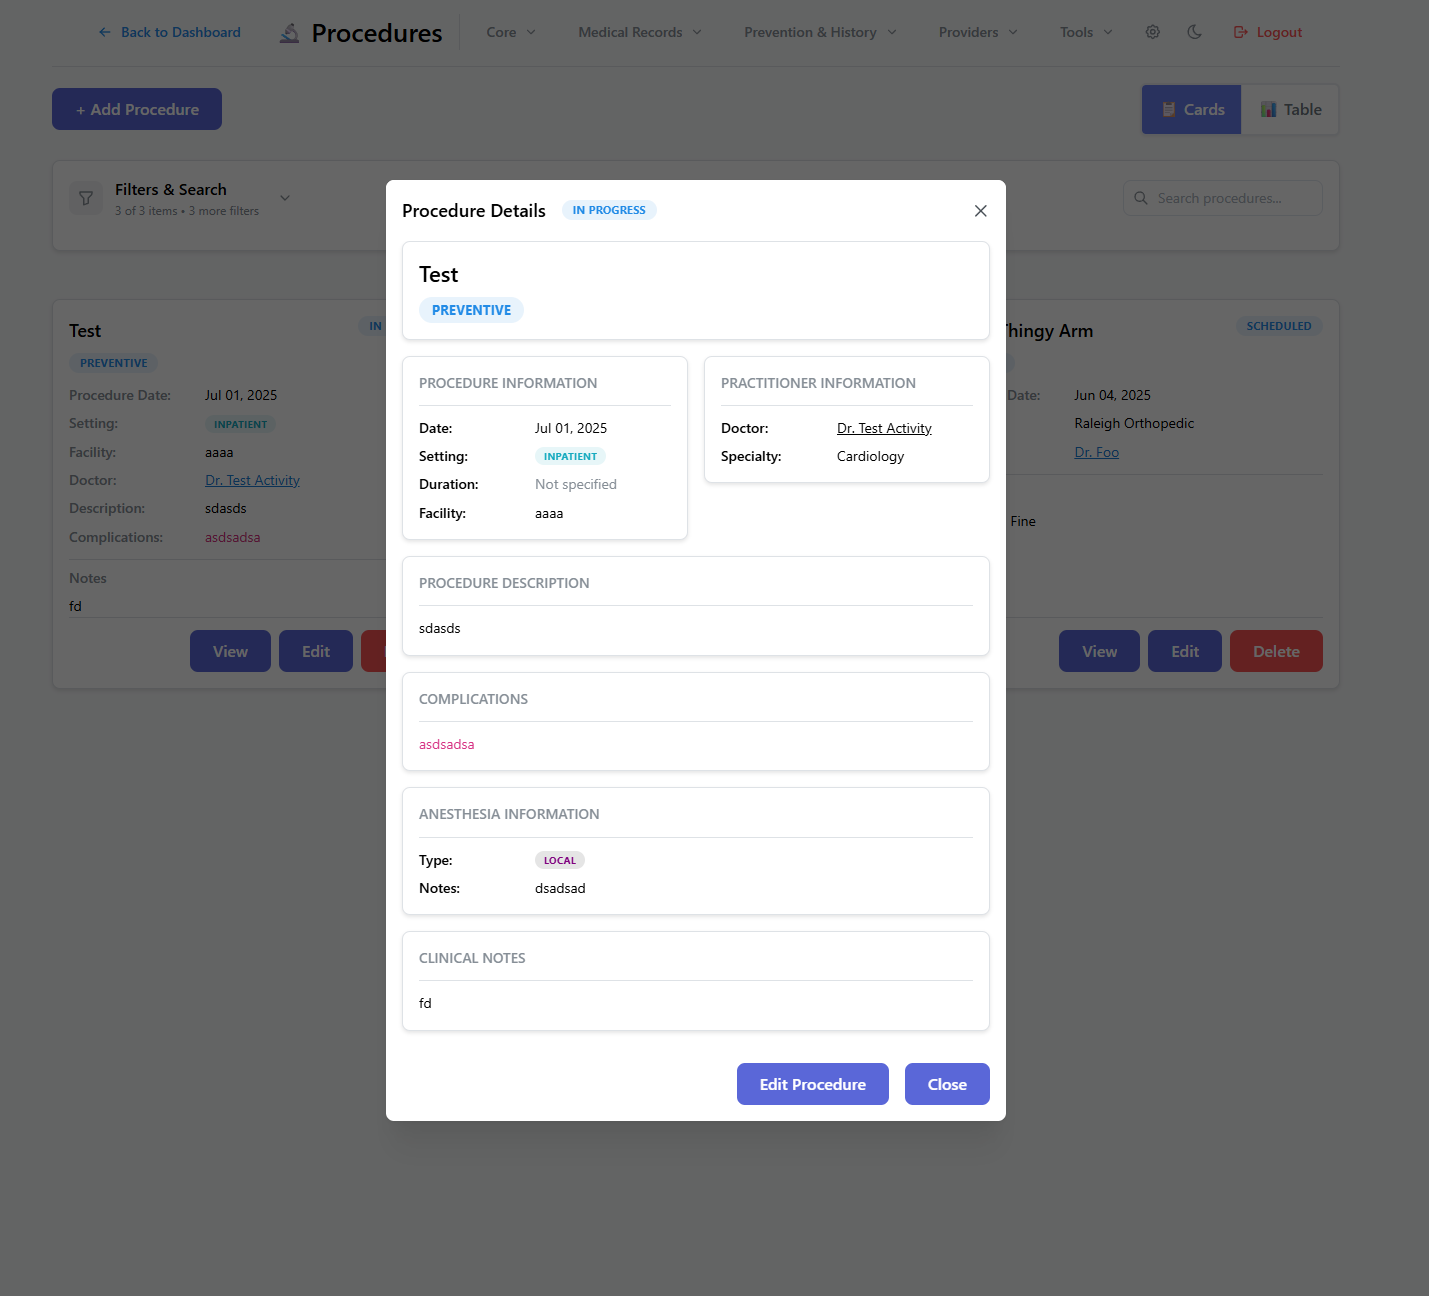 Back to Dashboard
Procedures
Core
Medical Records
Prevention & History
Providers
Tools
Logout
+ Add Procedure
Cards
Table
Filters & Search
3 of 3 items • 3 more filters
Search procedures...
Test
IN
PREVENTIVE
Procedure Date: Jul 01, 2025
Setting: INPATIENT
Facility: aaaa
Doctor: Dr. Test Activity
Description: sdasds
Complications: asdsadsa
Notes
fd
View
Edit
Procedure Details
IN PROGRESS
Test
PREVENTIVE
PROCEDURE INFORMATION
Date: Jul 01, 2025
Setting: INPATIENT
Duration: Not specified
Facility: aaaa
PRACTITIONER INFORMATION
Doctor: Dr. Test Activity
Specialty: Cardiology
PROCEDURE DESCRIPTION
sdasds
COMPLICATIONS
asdsadsa
ANESTHESIA INFORMATION
Type: LOCAL
Notes: dsadsad
CLINICAL NOTES
fd
Edit Procedure
Close
Thingy Arm
SCHEDULED
Date: Jun 04, 2025
Raleigh Orthopedic
Dr. Foo
Fine
View
Edit
Delete